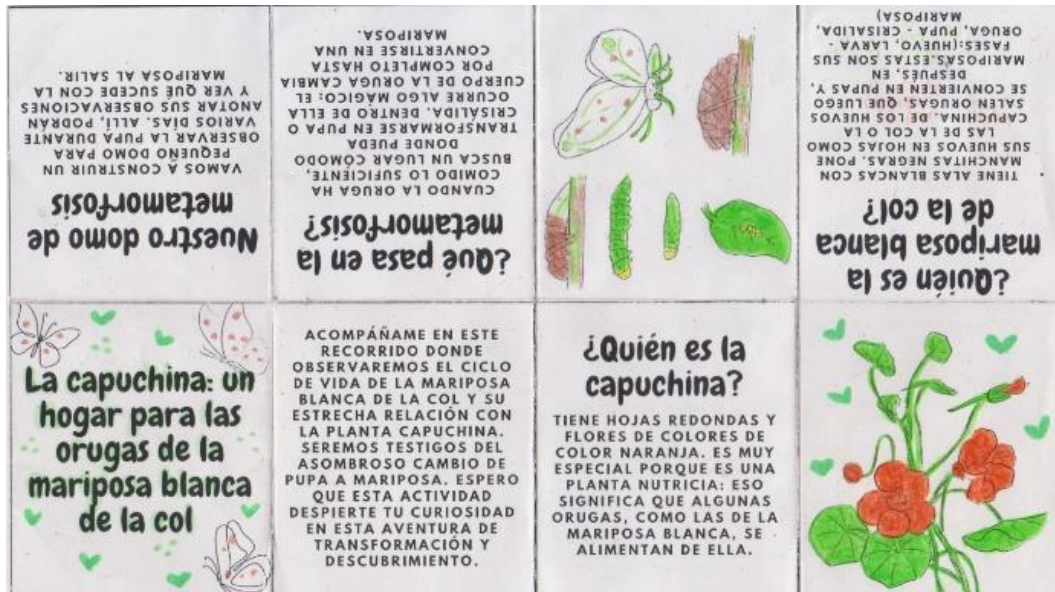 La capuchina: un
hogar para las
orugas de la
mariposa blanca
de la col
ACOMPÁÑAME EN ESTE
RECORRIDO DONDE
OBSERVAREMOS EL CICLO
DE VIDA DE LA MARIPOSA
BLANCA DE LA COL Y SU
ESTRECHA RELACIÓN CON
LA PLANTA CAPUCHINA.
SEREMOS TESTIGOS DEL
ASOMBROSO CAMBIO DE
PUPA A MARIPOSA. ESPERO
QUE ESTA ACTIVIDAD
DESPIERTE TU CURIOSIDAD
EN ESTA AVENTURA DE
TRANSFORMACIÓN Y
DESCUBRIMIENTO.
¿Quién es la
capuchina?
TIENE HOJAS REDONDAS Y
FLORES DE COLORES DE
COLOR NARANJA. ES MUY
ESPECIAL PORQUE ES UNA
PLANTA NUTRICIA: ESO
SIGNIFICA QUE ALGUNAS
ORUGAS, COMO LAS DE LA
MARIPOSA BLANCA, SE
ALIMENTAN DE ELLA.
¿Quién es la
mariposa blanca
de la col?
TIENE ALAS BLANCAS CON
MANCHITAS NEGRAS. PONE
SUS HUEVOS EN HOJAS COMO
LAS DE LA COL O LA
CAPUCHINA. DE LOS HUEVOS
SALEN ORUGAS, QUE LUEGO
SE CONVIERTEN EN PUPAS Y,
DESPUÉS, EN
MARIPOSAS.ESTAS SON SUS
FASES:(HUEVO, LARVA -
ORUGA, PUPA - CRISALIDA,
MARIPOSA)
¿Qué pasa en la
metamorfosis?
CUANDO LA ORUGA HA
COMIDO LO SUFICIENTE,
BUSCA UN LUGAR CÓMODO
DONDE PUEDA
TRANSFORMARSE EN PUPA O
CRISÁLIDA. DENTRO DE ELLA
OCURRE ALGO MÁGICO: EL
CUERPO DE LA ORUGA CAMBIA
POR COMPLETO HASTA
CONVERTIRSE EN UNA
MARIPOSA.
Nuestro domo de
metamorfosis
VAMOS A CONSTRUIR UN
PEQUEÑO DOMO PARA
OBSERVAR LA PUPA DURANTE
VARIOS DÍAS. ALLÍ, PODRÁN
ANOTAR SUS OBSERVACIONES
Y VER QUÉ SUCEDE CON LA
MARIPOSA AL SALIR.